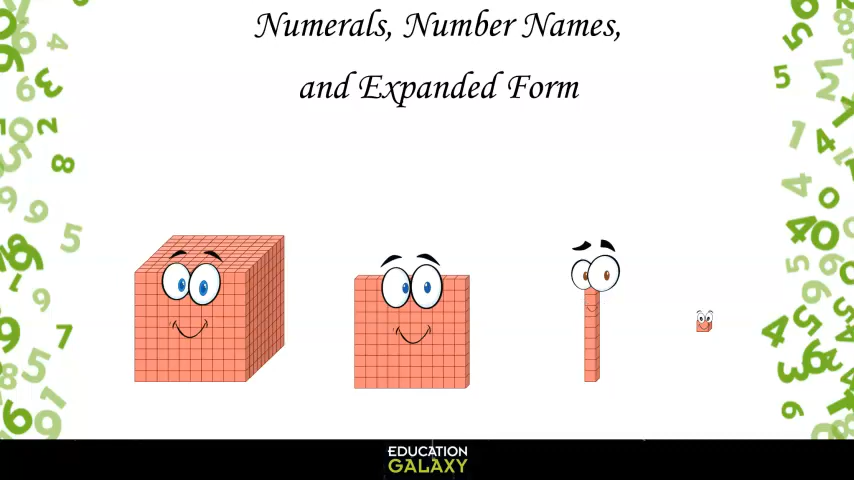 Numerals, Number Names,
and Expanded Form
EDUCATION
GALAXY